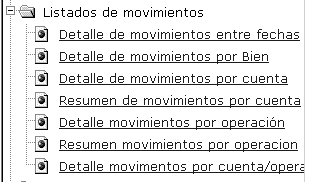 Listados de movimientos
Detalle de movimientos entre fechas
Detalle de movimientos por Bien
Detalle de movimientos por cuenta
Resumen de movimientos por cuenta
Detalle movimientos por operación
Resumen movimientos por operacion
Detalle movimentos por cuenta/opera